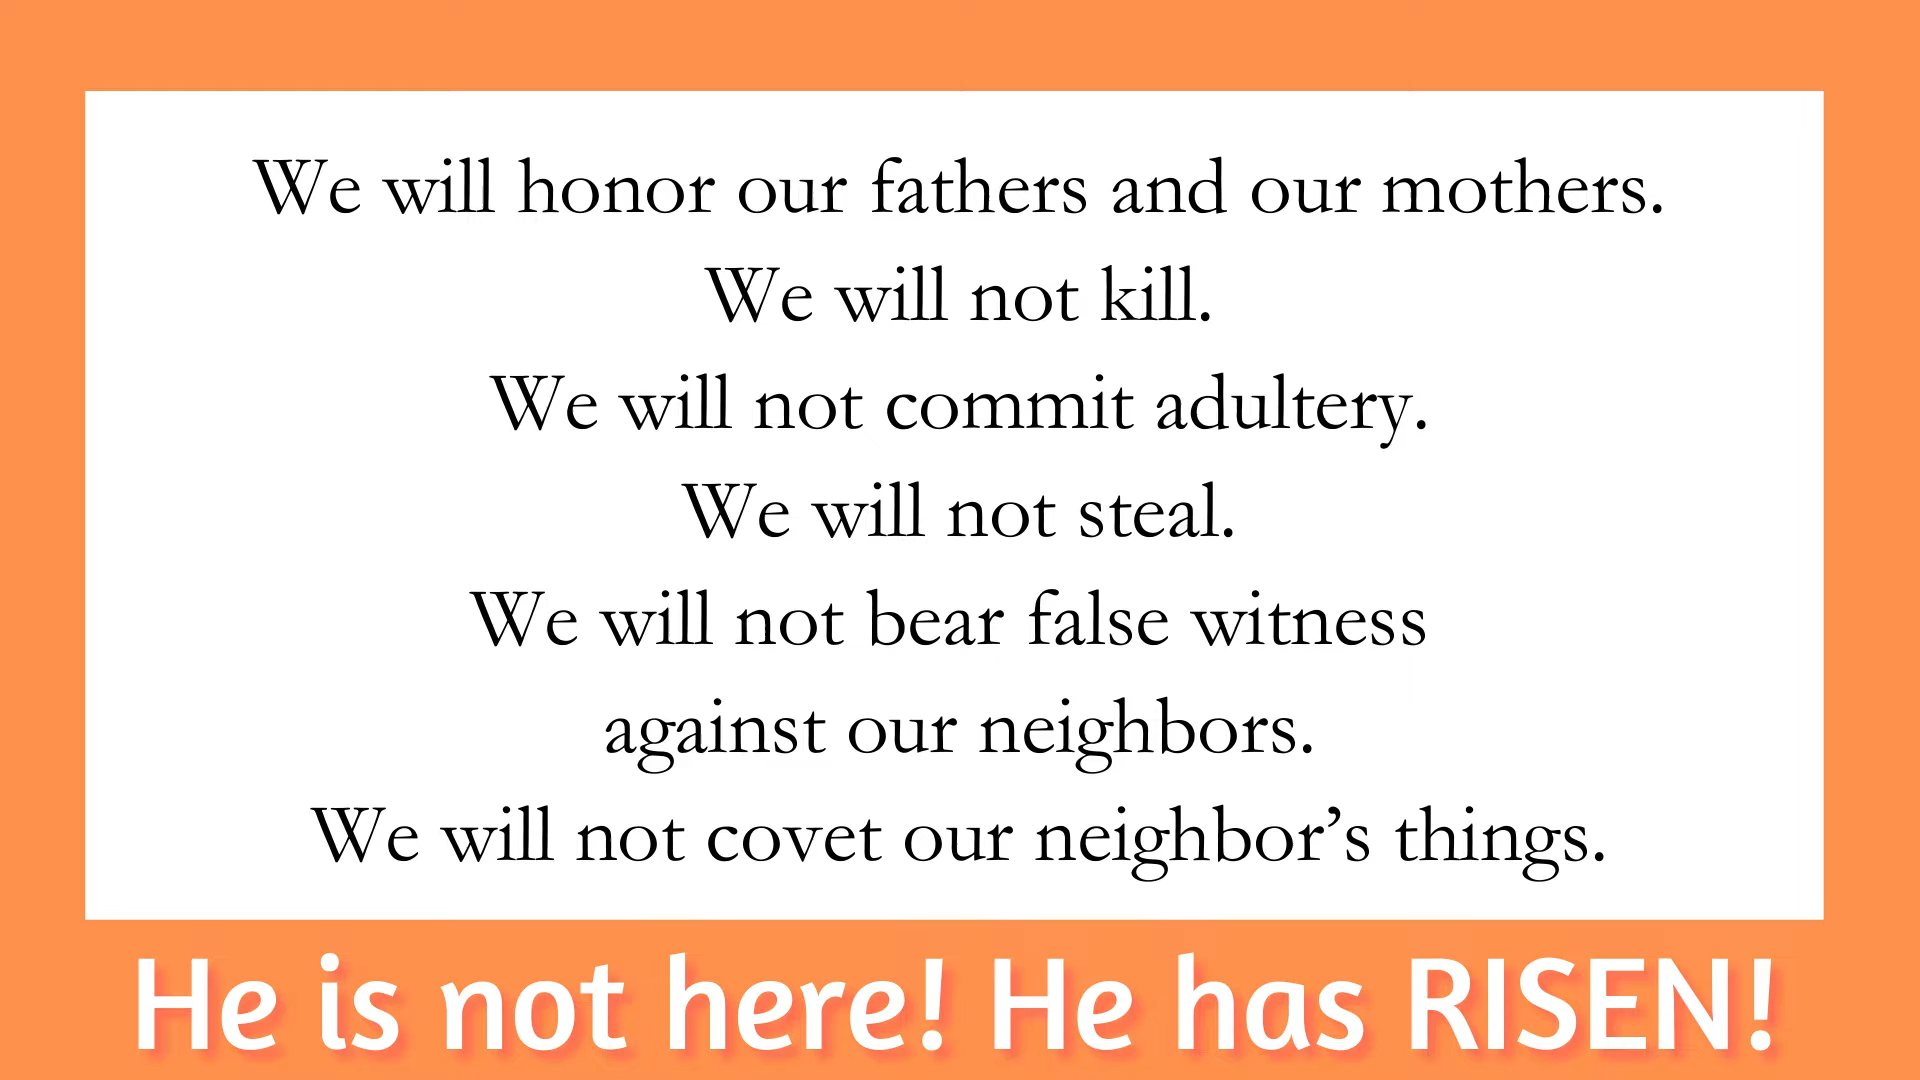 We will honor our fathers and our mothers.
We will not kill.
We will not commit adultery.
We will not steal.
We will not bear false witness
against our neighbors.
We will not covet our neighbor’s things.
He is not here! He has RISEN!